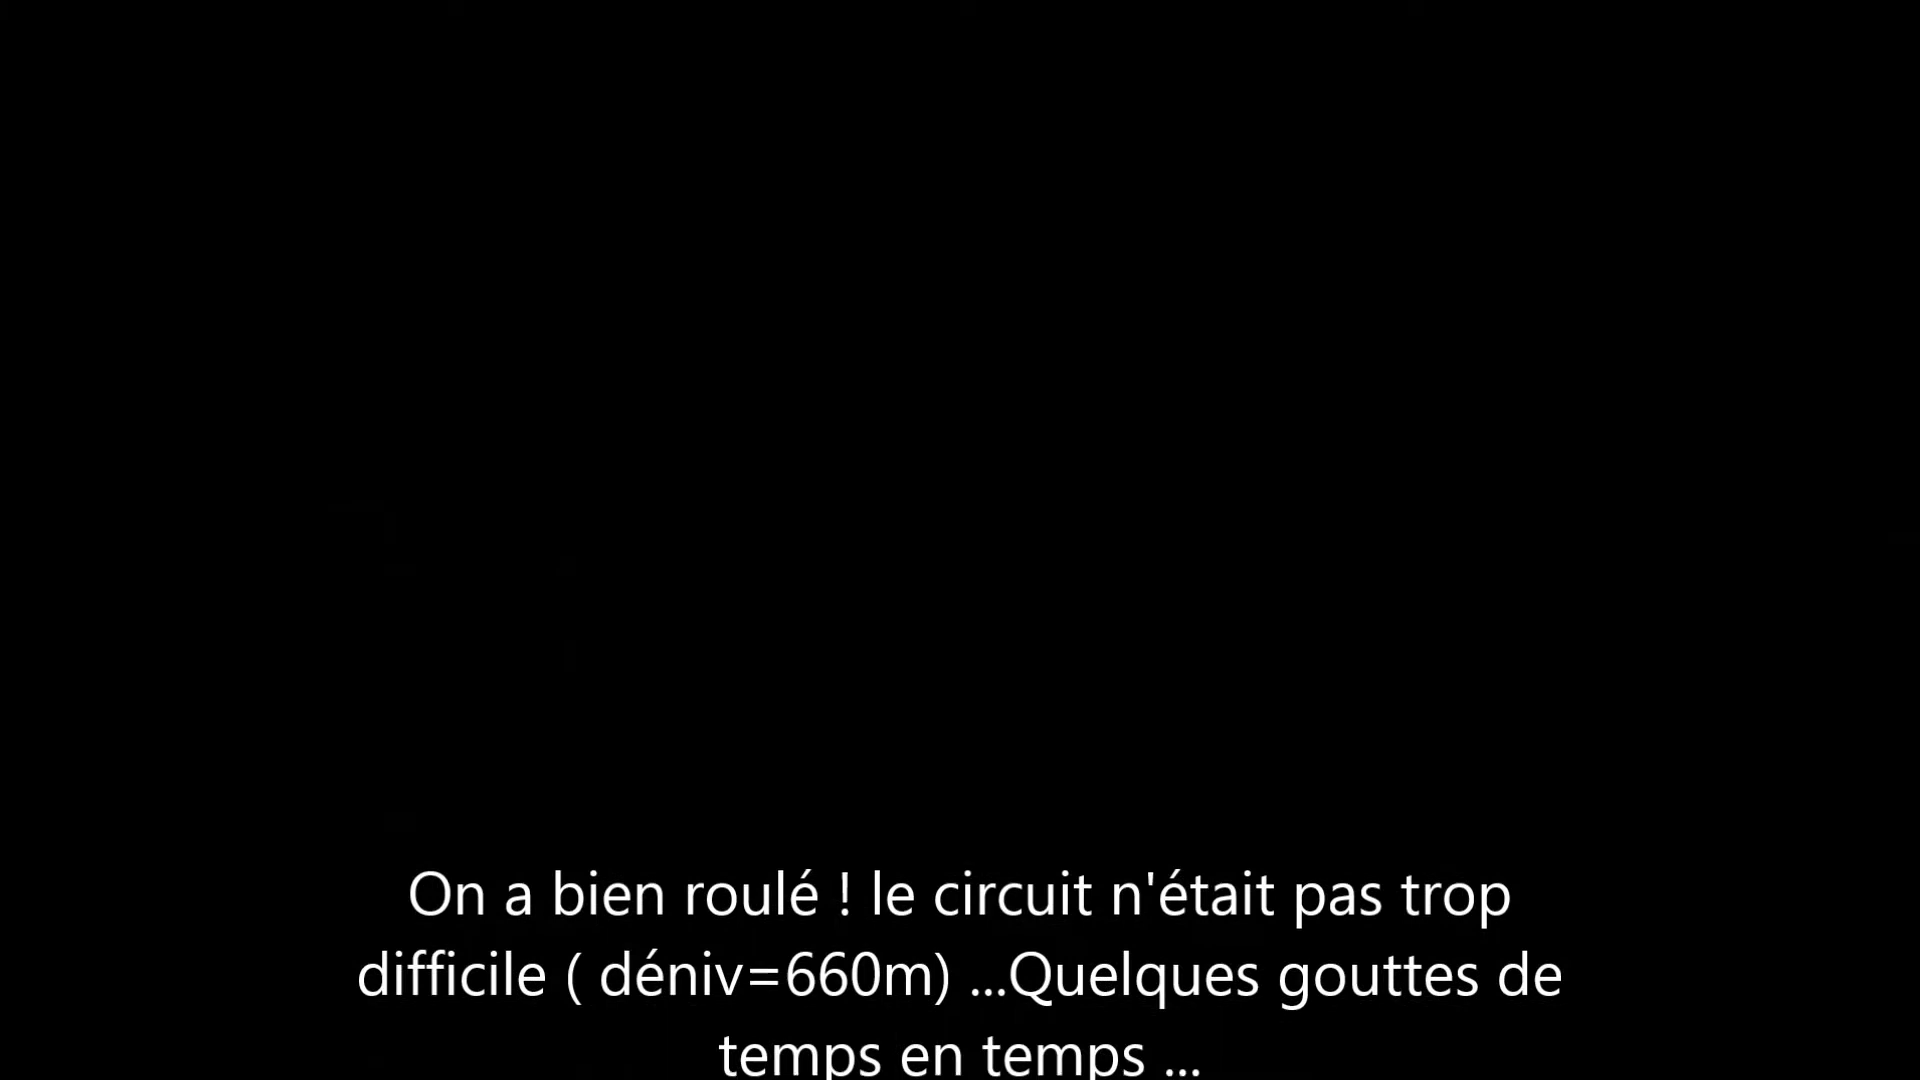 On a bien roulé ! le circuit n'était pas trop
difficile ( déniv=660m) ...Quelques gouttes de
temps en temps ...